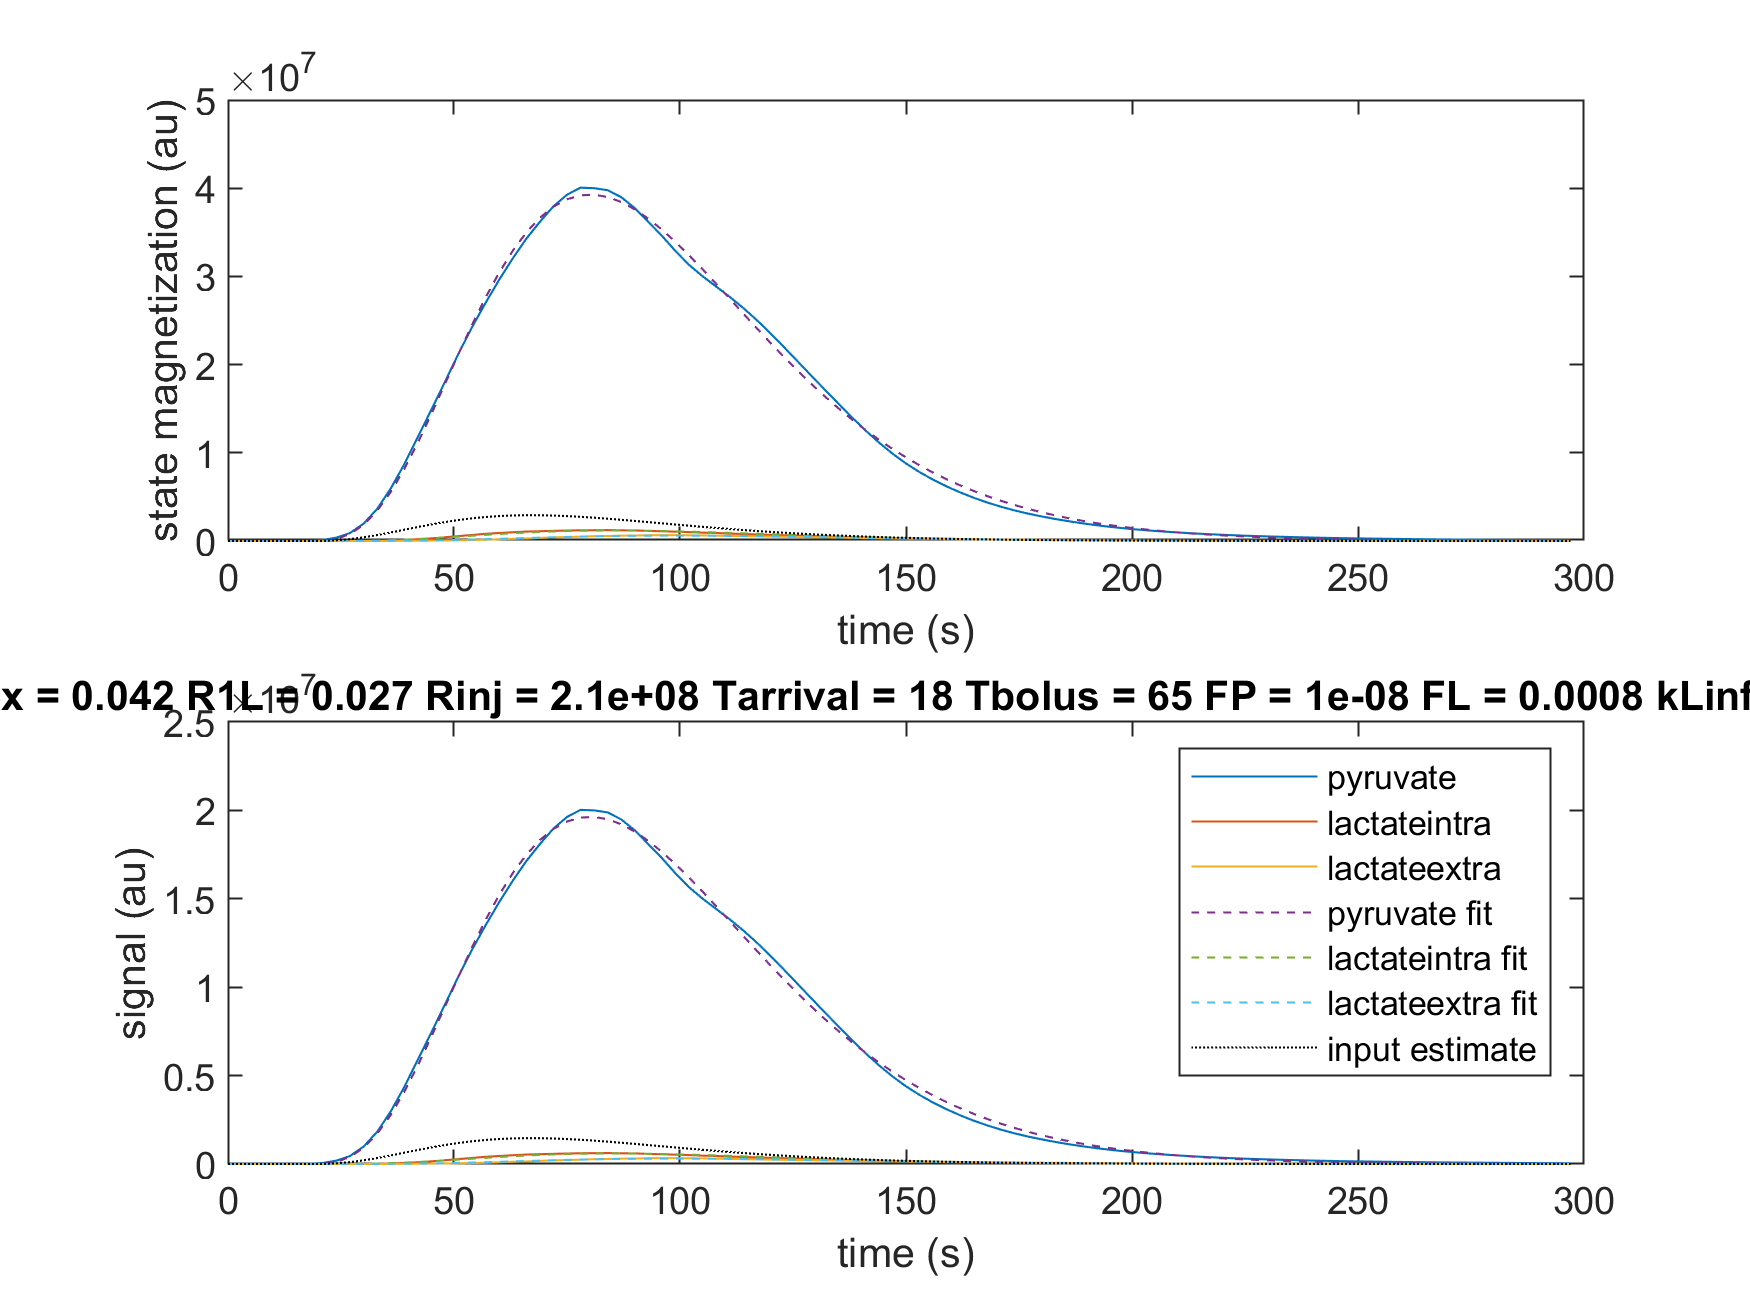 ×10^7
5
4
3
2
1
0
state magnetization (au)
0 50 100 150 200 250 300
time (s)
x = 0.042 R1L = 0.027 Rinj = 2.1e+08 Tarrival = 18 Tbolus = 65 FP = 1e-08 FL = 0.0008 kLinf
×10^7
2.5
2
1.5
1
0.5
0
signal (au)
pyruvate
lactateintra
lactateextra
pyruvate fit
lactateintra fit
lactateextra fit
input estimate
0 50 100 150 200 250 300
time (s)